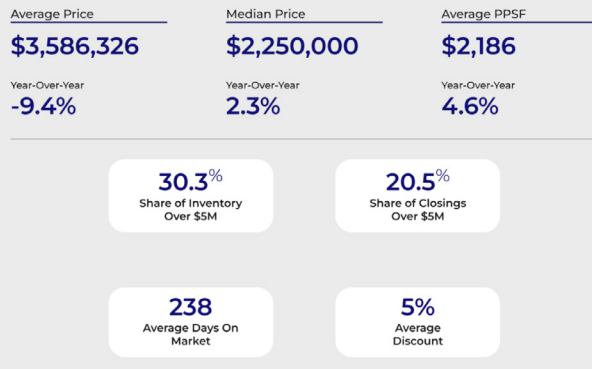 Average Price
Median Price
Average PPSF
$3,586,326
$2,250,000
$2,186
Year-Over-Year
Year-Over-Year
Year-Over-Year
-9.4%
2.3%
4.6%
30.3%
Share of Inventory
Over $5M
20.5%
Share of Closings
Over $5M
238
Average Days On
Market
5%
Average
Discount